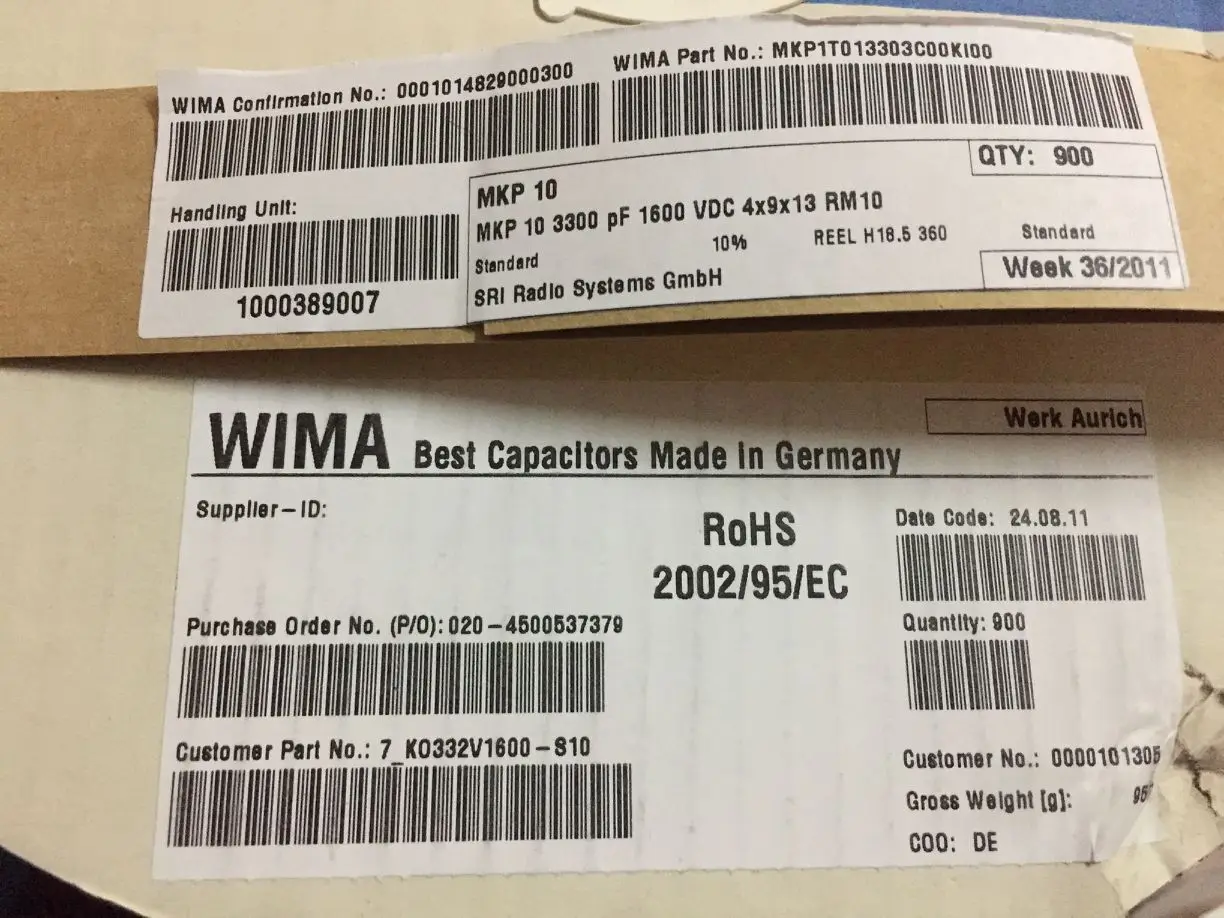 WIMA Confirmation No.: 0001014829000300
WIMA Part No.: MKP1T013303C00KI00
QTY: 900
Handling Unit:
1000389007
MKP 10
MKP 10 3300 pF 1600 VDC 4x9x13 RM10
10% REEL H18.5 360 Standard
Standard
SRI Radio Systems GmbH
Week 36/2011
Werk Aurich
WIMA Best Capacitors Made in Germany
Supplier-ID:
RoHS
2002/95/EC
Date Code: 24.08.11
Purchase Order No. (P/O): 020-4500537379
Quantity: 900
Customer Part No.: 7_K0332V1600-S10
Customer No.: 0000101305
Gross Weight [g]:
COO: DE